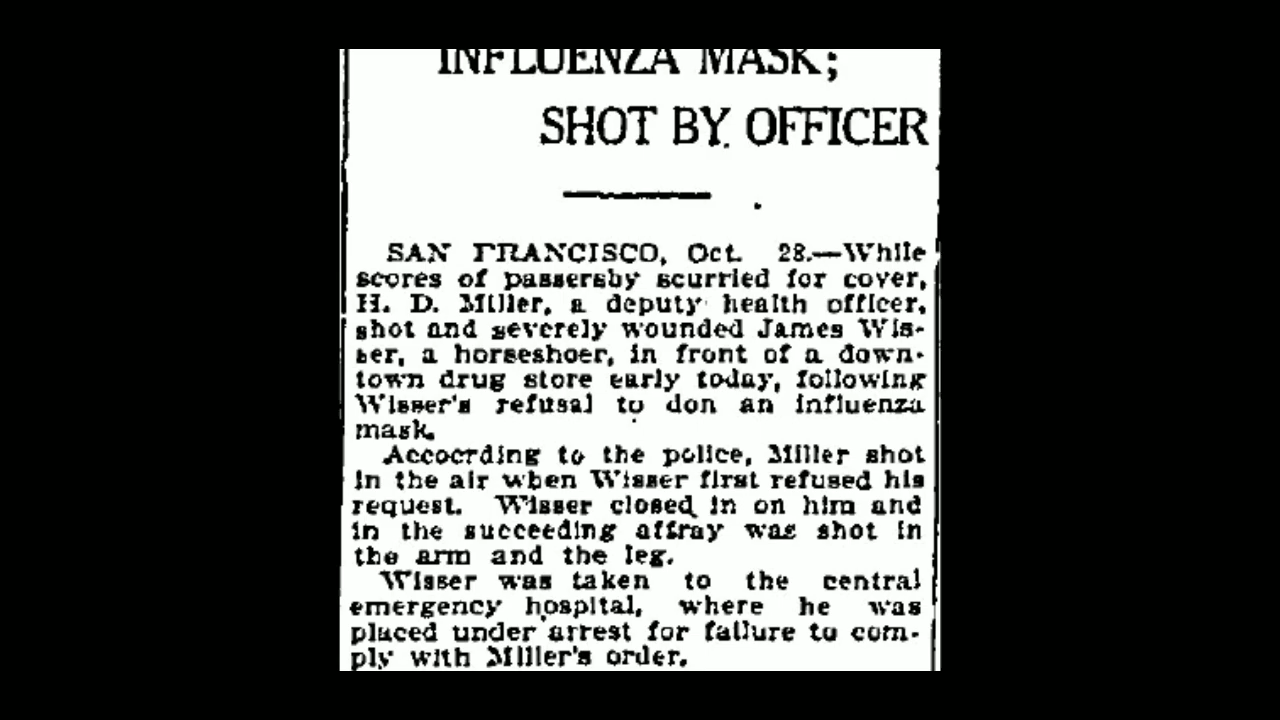 INFLUENZA MASK;
SHOT BY OFFICER
SAN FRANCISCO, Oct. 28.—While
scores of passersby scurried for cover,
H. D. Miller, a deputy health officer,
shot and severely wounded James Wis-
ser, a horseshoer, in front of a down-
town drug store early today, following
Wisser's refusal to don an influenza
mask.
Accoording to the police, Miller shot
in the air when Wisser first refused his
request. Wisser closed in on him and
in the succeeding affray was shot in
the arm and the leg.
Wisser was taken to the central
emergency hospital, where he was
placed under arrest for failure to com-
ply with Miller's order.